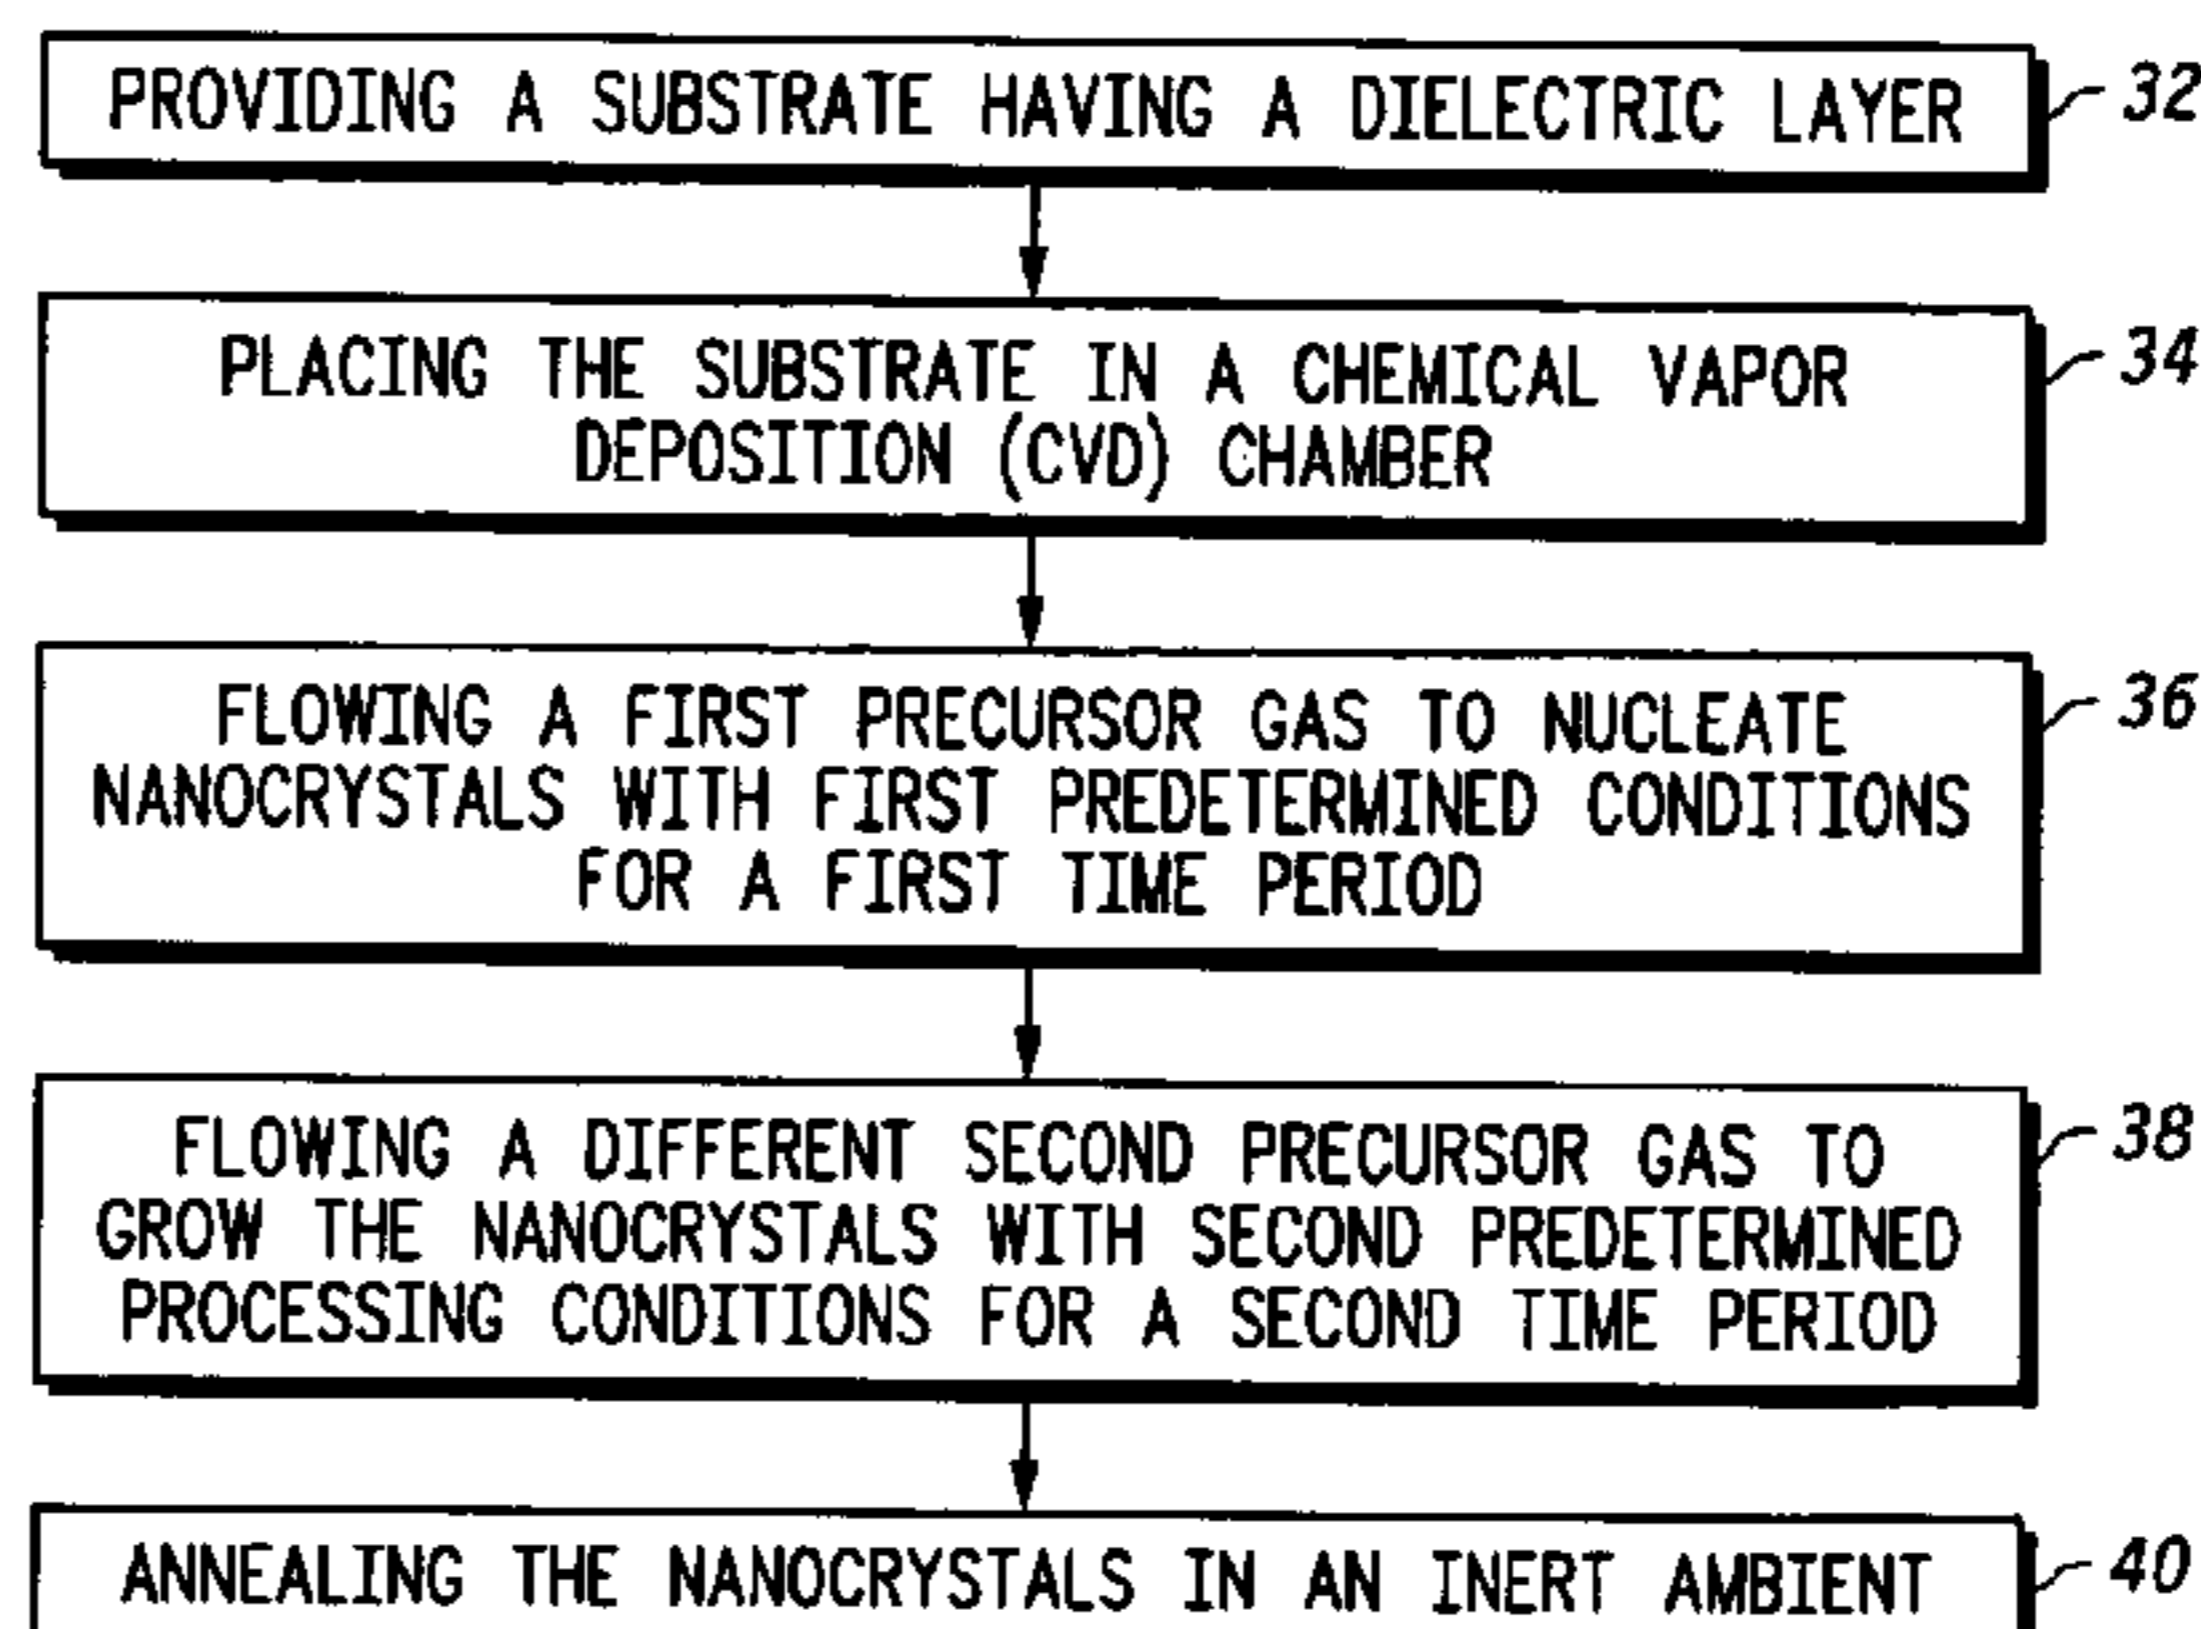 PROVIDING A SUBSTRATE HAVING A DIELECTRIC LAYER 32
PLACING THE SUBSTRATE IN A CHEMICAL VAPOR 34
DEPOSITION (CVD) CHAMBER
FLOWING A FIRST PRECURSOR GAS TO NUCLEATE 36
NANOCRYSTALS WITH FIRST PREDETERMINED CONDITIONS
FOR A FIRST TIME PERIOD
FLOWING A DIFFERENT SECOND PRECURSOR GAS TO 38
GROW THE NANOCRYSTALS WITH SECOND PREDETERMINED
PROCESSING CONDITIONS FOR A SECOND TIME PERIOD
ANNEALING THE NANOCRYSTALS IN AN INERT AMBIENT 40